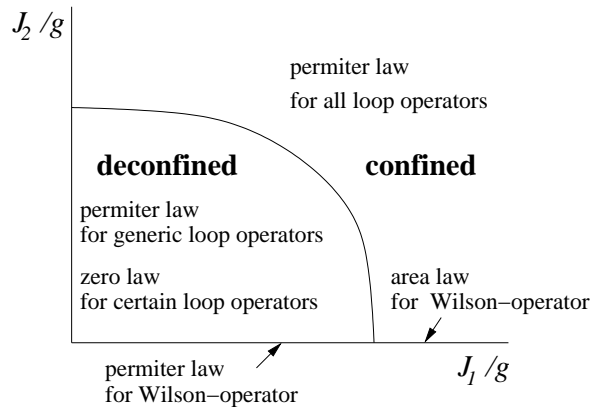 J₂ /g
permiter law
for all loop operators
deconfined
confined
permiter law
for generic loop operators
zero law
for certain loop operators
area law
for Wilson−operator
permiter law
for Wilson−operator
J₁ /g